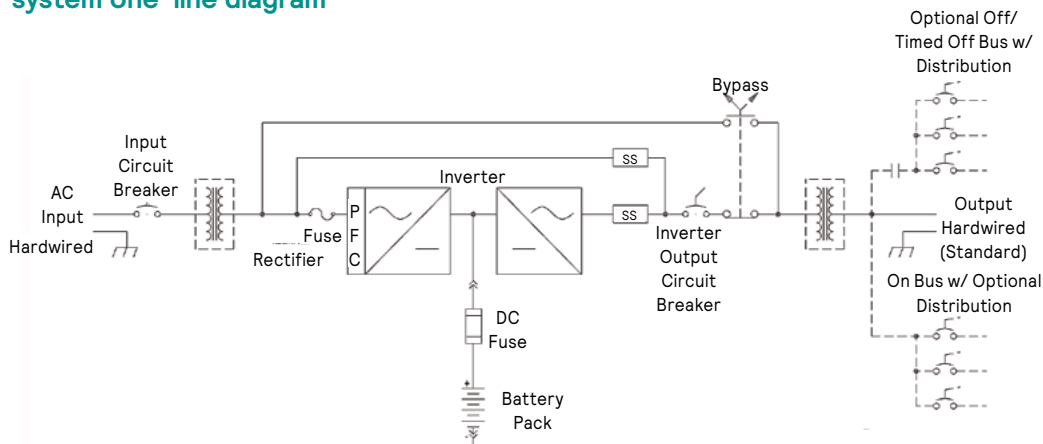 system one-line diagram
Optional Off/
Timed Off Bus w/
Distribution
Bypass
Input
Circuit
Breaker
AC
Input
Hardwired
SS
Inverter
P
F
C
Fuse
Rectifier
SS
Inverter
Output
Circuit
Breaker
Output
Hardwired
(Standard)
On Bus w/ Optional
Distribution
DC
Fuse
+
Battery
Pack
-